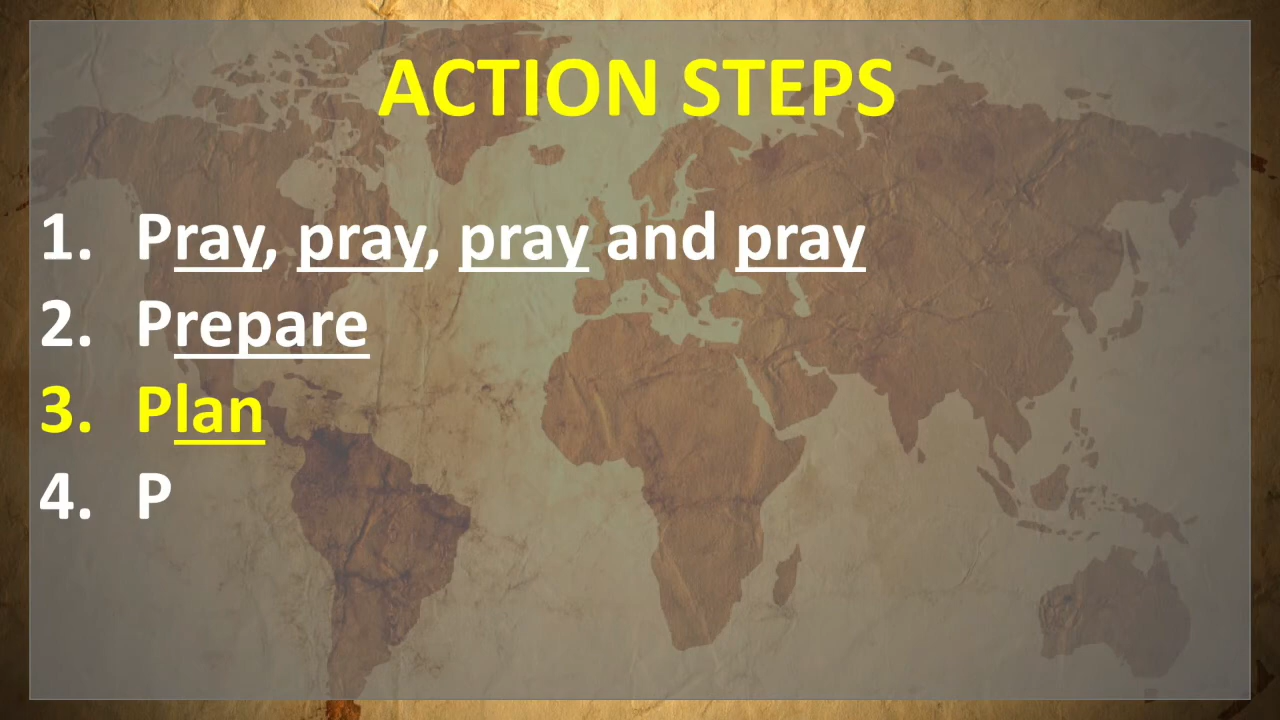 ACTION STEPS
1. Pray, pray, pray and pray
2. Prepare
3. Plan
4. P